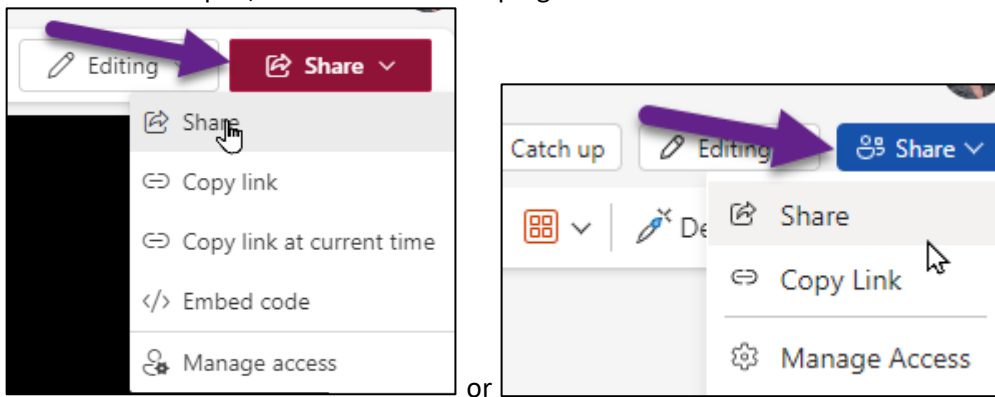 Editing
Share
Share
Copy link
Copy link at current time
Embed code
Manage access
or
Catch up
Editing
Share
Share
Copy Link
Manage Access